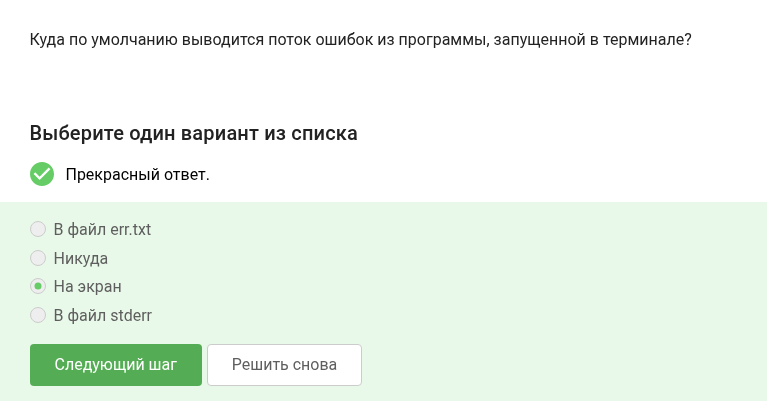 Куда по умолчанию выводится поток ошибок из программы, запущенной в терминале?
Выберите один вариант из списка
Прекрасный ответ.
В файл err.txt
Никуда
На экран
В файл stderr
Следующий шаг
Решить снова